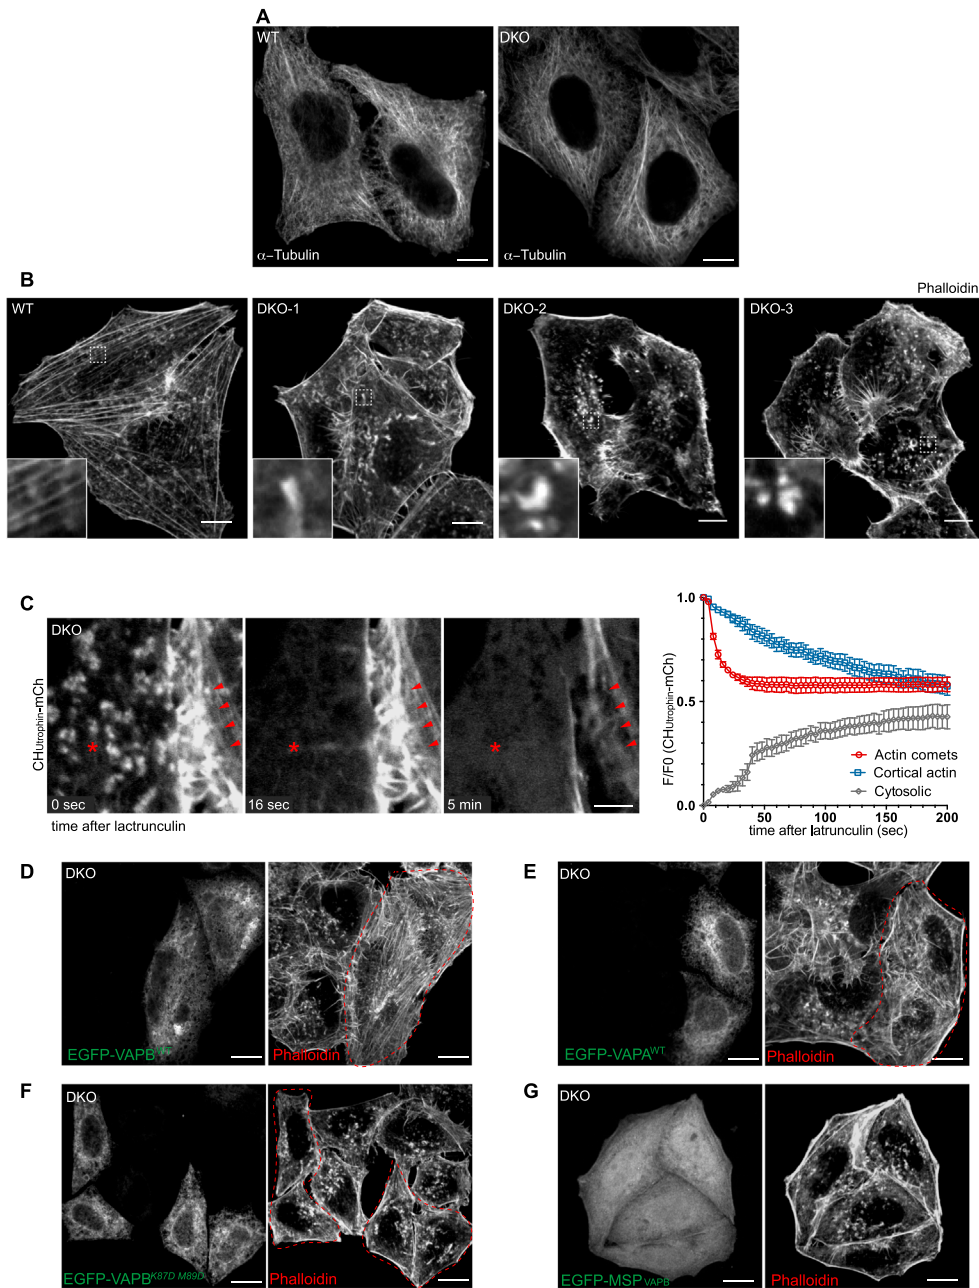 A
WT
DKO
α-Tubulin
α-Tubulin
B
Phalloidin
WT
DKO-1
DKO-2
DKO-3
C
DKO
CHUtrophin-mCh
*
*
*
0 sec
16 sec
5 min
time after lactrunculin
F/F0 (CHUtrophin-mCh)
1.0
0.5
0.0
Actin comets
Cortical actin
Cytosolic
0
50
100
150
200
time after latrunculin (sec)
D
DKO
EGFP-VAPBWT
Phalloidin
E
DKO
EGFP-VAPAWT
Phalloidin
F
DKO
EGFP-VAPBK87D M89D
Phalloidin
G
DKO
EGFP-MSPVAPB
Phalloidin